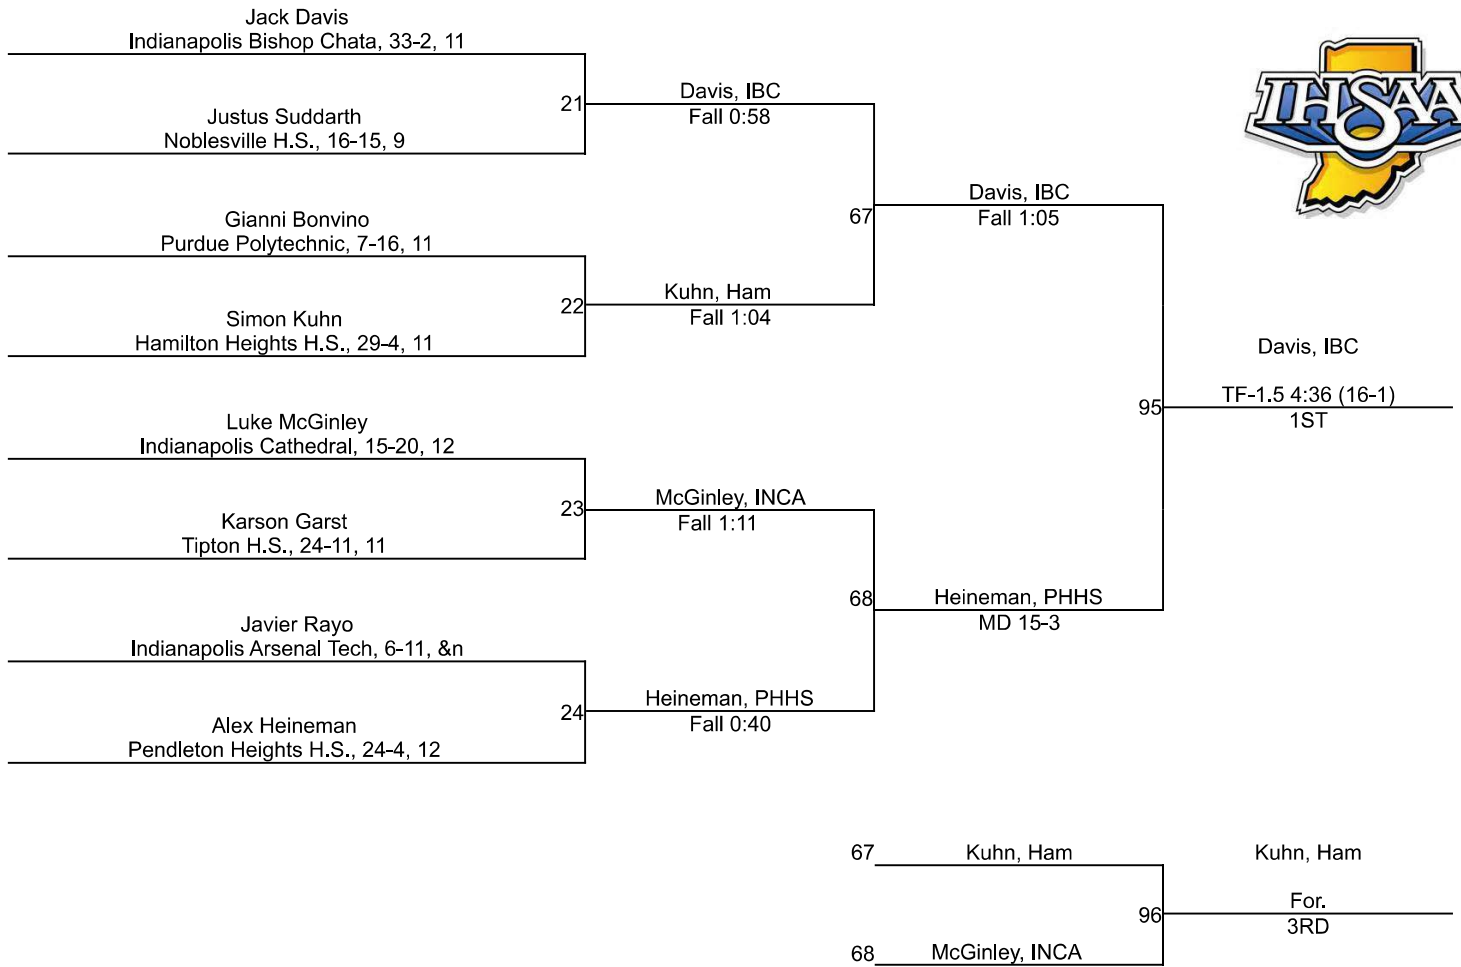 Jack Davis
Indianapolis Bishop Chata, 33-2, 11
Justus Suddarth
Noblesville H.S., 16-15, 9
21
Davis, IBC
Fall 0:58
Gianni Bonvino
Purdue Polytechnic, 7-16, 11
Simon Kuhn
Hamilton Heights H.S., 29-4, 11
22
Kuhn, Ham
Fall 1:04
67
Davis, IBC
Fall 1:05
Luke McGinley
Indianapolis Cathedral, 15-20, 12
Karson Garst
Tipton H.S., 24-11, 11
23
McGinley, INCA
Fall 1:11
Javier Rayo
Indianapolis Arsenal Tech, 6-11, &n
Alex Heineman
Pendleton Heights H.S., 24-4, 12
24
Heineman, PHHS
Fall 0:40
68
Heineman, PHHS
MD 15-3
95
Davis, IBC
TF-1.5 4:36 (16-1)
1ST
IHSAA
67
Kuhn, Ham
68
McGinley, INCA
96
Kuhn, Ham
For.
3RD